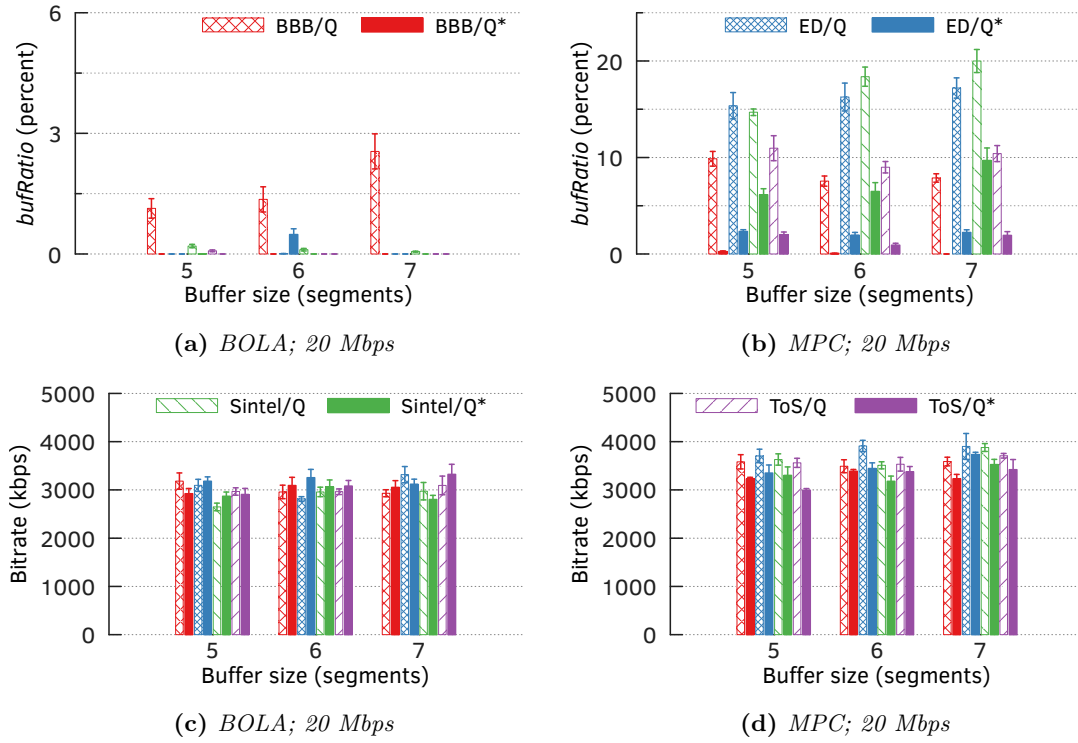 BBB/Q BBB/Q*
bufRatio (percent)
6
3
0
5 6 7
Buffer size (segments)
(a) BOLA; 20 Mbps
ED/Q ED/Q*
bufRatio (percent)
20
10
0
5 6 7
Buffer size (segments)
(b) MPC; 20 Mbps
Sintel/Q Sintel/Q*
Bitrate (kbps)
5000
4000
3000
2000
1000
0
5 6 7
Buffer size (segments)
(c) BOLA; 20 Mbps
ToS/Q ToS/Q*
Bitrate (kbps)
5000
4000
3000
2000
1000
0
5 6 7
Buffer size (segments)
(d) MPC; 20 Mbps